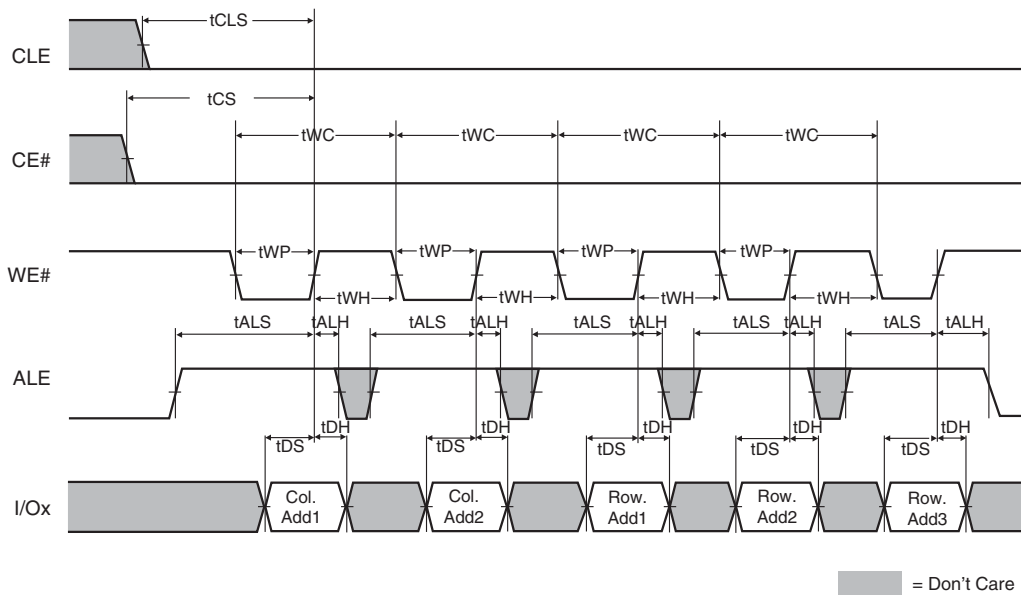 tCLS
CLE
tCS
tWC tWC tWC tWC
CE#
tWP tWP tWP tWP
WE#
tWH tWH tWH tWH
tALS tALH tALS tALH tALS tALH tALS tALH tALS tALH
ALE
tDS tDH tDS tDH tDS tDH tDS tDH tDS tDH
I/Ox
Col. Add1
Col. Add2
Row. Add1
Row. Add2
Row. Add3
= Don't Care